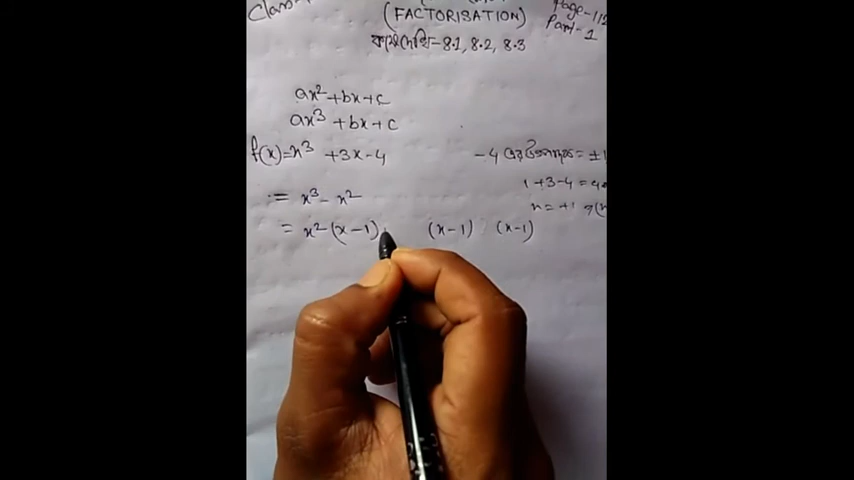 Class-
(FACTORISATION)
Page-112
Part-1
কষে দেখি-8.1, 8.2, 8.3
ax²+bx+c
ax³+bx+c
f(x)=x³ +3x-4
-4 এর উৎপাদক= ±1
1+3-4=
x=+1
= x³-x²
= x²(x-1) (x-1) (x-1)